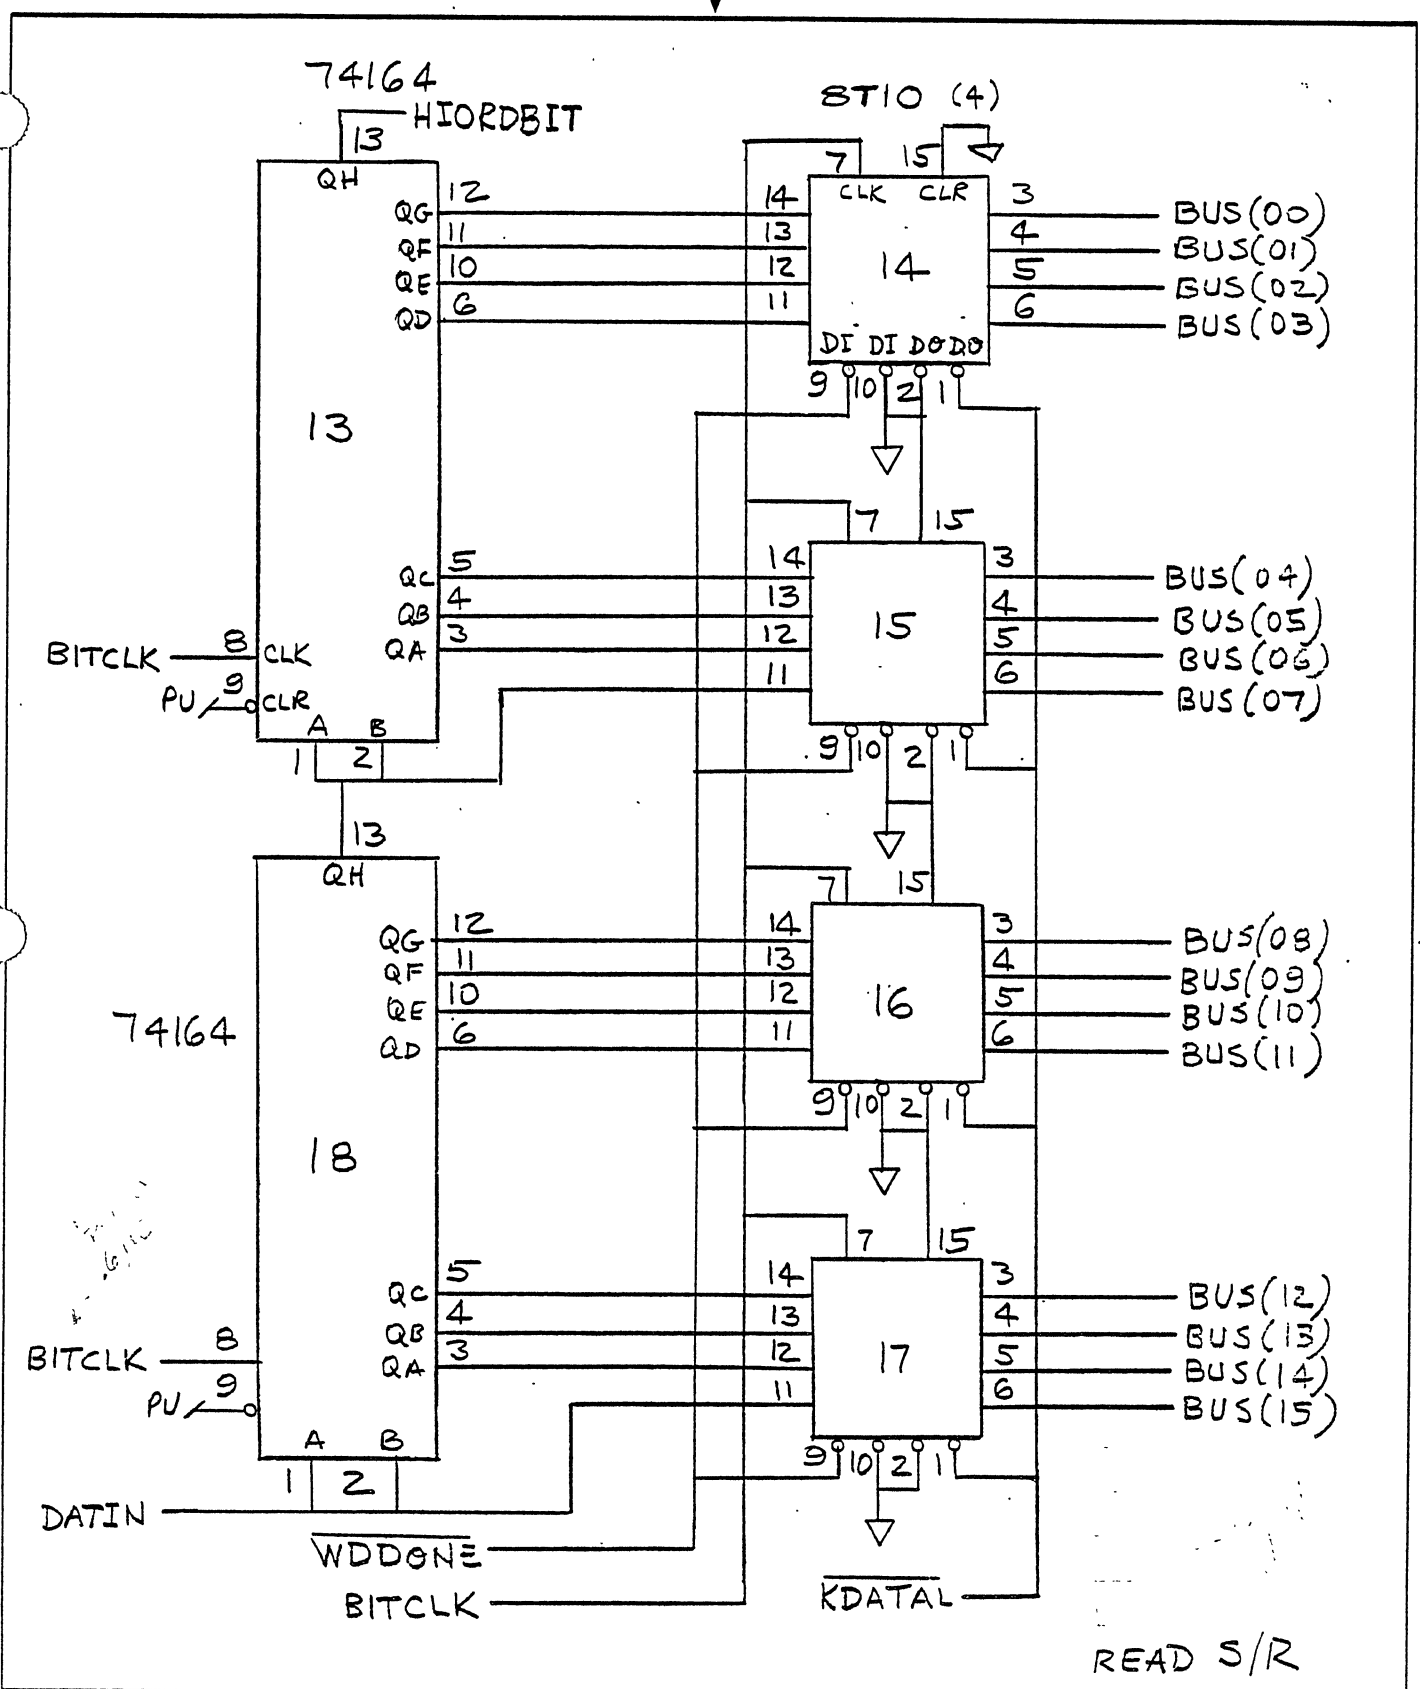 74164
HIORDBIT
13
QH
QG 12
QF 11
QE 10
QD 6
13
QC 5
QB 4
QA 3
BITCLK 8 CLK
PU 9 CLR
A B
1 2
8T10 (4)
7 15
CLK CLR
14 3 BUS(00)
13 4 BUS(01)
12 5 BUS(02)
11 6 BUS(03)
14
DI DI DO DO
9 10 2 1
7 15
14 3 BUS(04)
13 4 BUS(05)
12 5 BUS(06)
11 6 BUS(07)
15
9 10 2 1
13
QH
74164
QG 12
QF 11
QE 10
QD 6
18
QC 5
QB 4
QA 3
BITCLK 8
PU 9
A B
1 2
7 15
14 3 BUS(08)
13 4 BUS(09)
12 5 BUS(10)
11 6 BUS(11)
16
9 10 2 1
7 15
14 3 BUS(12)
13 4 BUS(13)
12 5 BUS(14)
11 6 BUS(15)
17
9 10 2 1
DATIN
WDDONE
BITCLK
KDATAL
READ S/R